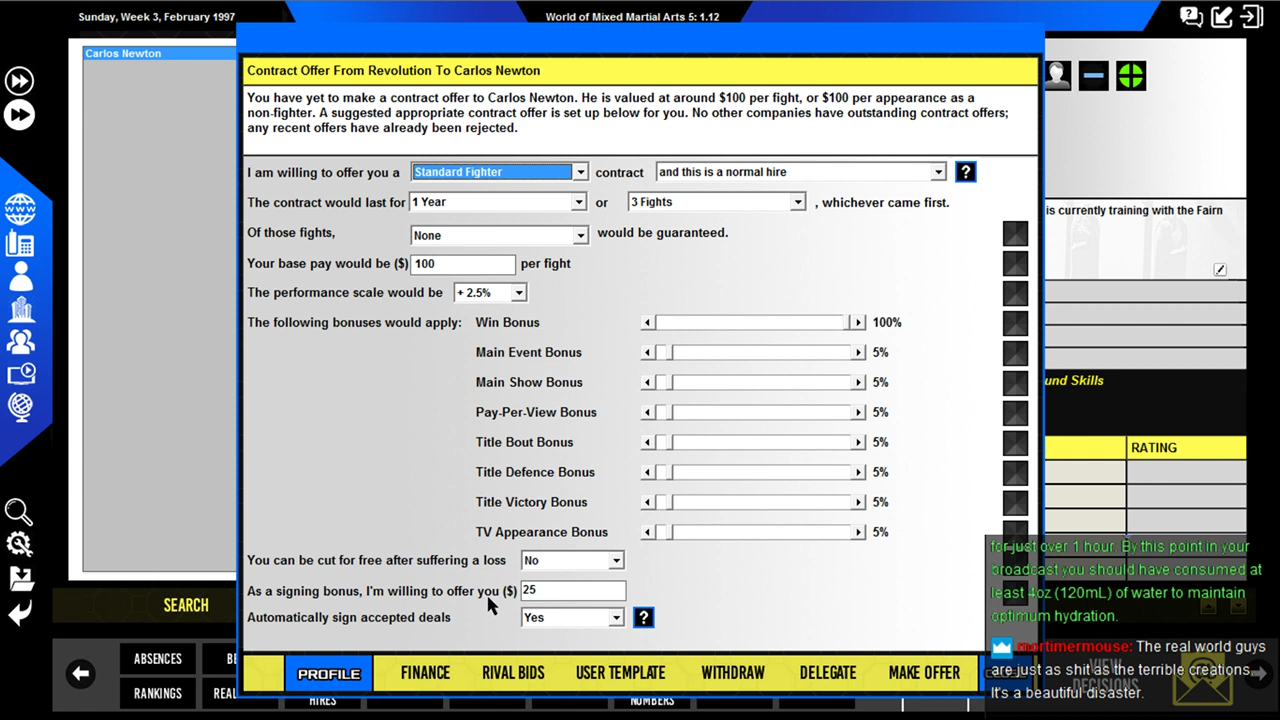 Sunday, Week 3, February 1997
World of Mixed Martial Arts 5: 1.12
Carlos Newton
Contract Offer From Revolution To Carlos Newton
You have yet to make a contract offer to Carlos Newton. He is valued at around $100 per fight, or $100 per appearance as a
non-fighter. A suggested appropriate contract offer is set up below for you. No other companies have outstanding contract offers;
any recent offers have already been rejected.
I am willing to offer you a Standard Fighter contract and this is a normal hire ?
The contract would last for 1 Year or 3 Fights , whichever came first.
is currently training with the Fairn
Of those fights, None would be guaranteed.
Your base pay would be ($) 100 per fight
The performance scale would be + 2.5%
The following bonuses would apply: Win Bonus 100%
Main Event Bonus 5%
Main Show Bonus 5%
und Skills
Pay-Per-View Bonus 5%
Title Bout Bonus 5%
RATING
Title Defence Bonus 5%
Title Victory Bonus 5%
TV Appearance Bonus 5%
You can be cut for free after suffering a loss No
As a signing bonus, I'm willing to offer you ($) 25
Automatically sign accepted deals Yes ?
for just over 1 hour. By this point in your
broadcast you should have consumed at
least 4oz (120mL) of water to maintain
optimum hydration.
mortimermouse: The real world guys
are just as shit as the terrible creations.
It's a beautiful disaster.
SEARCH
PROFILE FINANCE RIVAL BIDS USER TEMPLATE WITHDRAW DELEGATE MAKE OFFER
ABSENCES BE
RANKINGS REAL
HIRES
NUMBERS
VIEW
DECISIONS
WWW